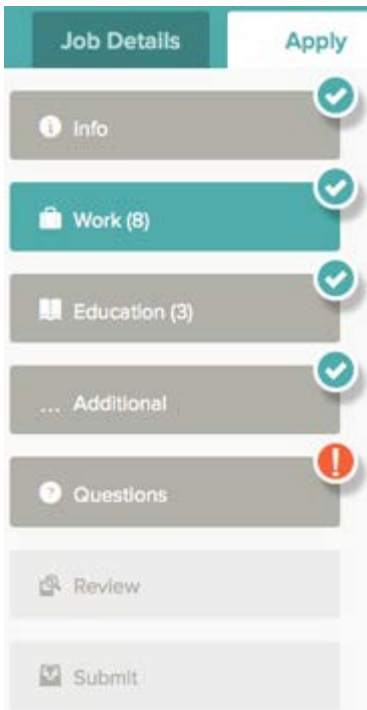 Job Details
Apply
Info
Work (8)
Education (3)
... Additional
Questions
Review
Submit